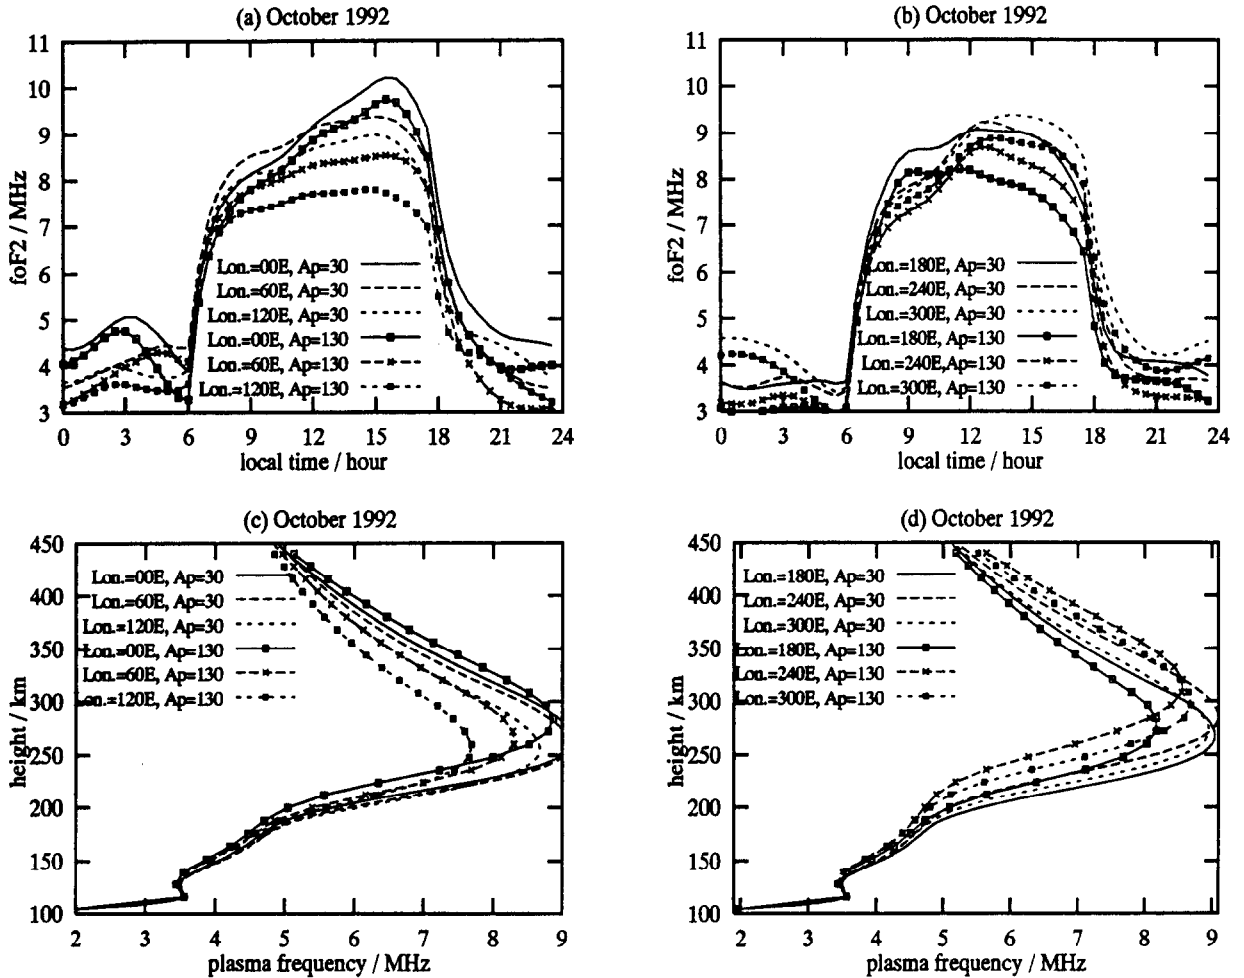 (a) October 1992
11
10
9
8
7
6
5
4
3
foF2 / MHz
Lon.=00E, Ap=30
Lon.=60E, Ap=30
Lon.=120E, Ap=30
Lon.=00E, Ap=130
Lon.=60E, Ap=130
Lon.=120E, Ap=130
0 3 6 9 12 15 18 21 24
local time / hour
(b) October 1992
11
10
9
8
7
6
5
4
3
foF2 / MHz
Lon.=180E, Ap=30
Lon.=240E, Ap=30
Lon.=300E, Ap=30
Lon.=180E, Ap=130
Lon.=240E,Ap=130
Lon.=300E, Ap=130
0 3 6 9 12 15 18 21 24
local time / hour
(c) October 1992
450
400
350
300
250
200
150
100
height / km
Lon.=00E, Ap=30
Lon.=60E, Ap=30
Lon.=120E, Ap=30
Lon.=00E, Ap=130
Lon.=60E, Ap=130
Lon.=120E, Ap=130
2 3 4 5 6 7 8 9
plasma frequency / MHz
(d) October 1992
450
400
350
300
250
200
150
100
height / km
Lon.=180E, Ap=30
Lon.=240E, Ap=30
Lon.=300E, Ap=30
Lon.=180E, Ap=130
Lon.=240E, Ap=130
Lon.=300E, Ap=130
2 3 4 5 6 7 8 9
plasma frequency / MHz